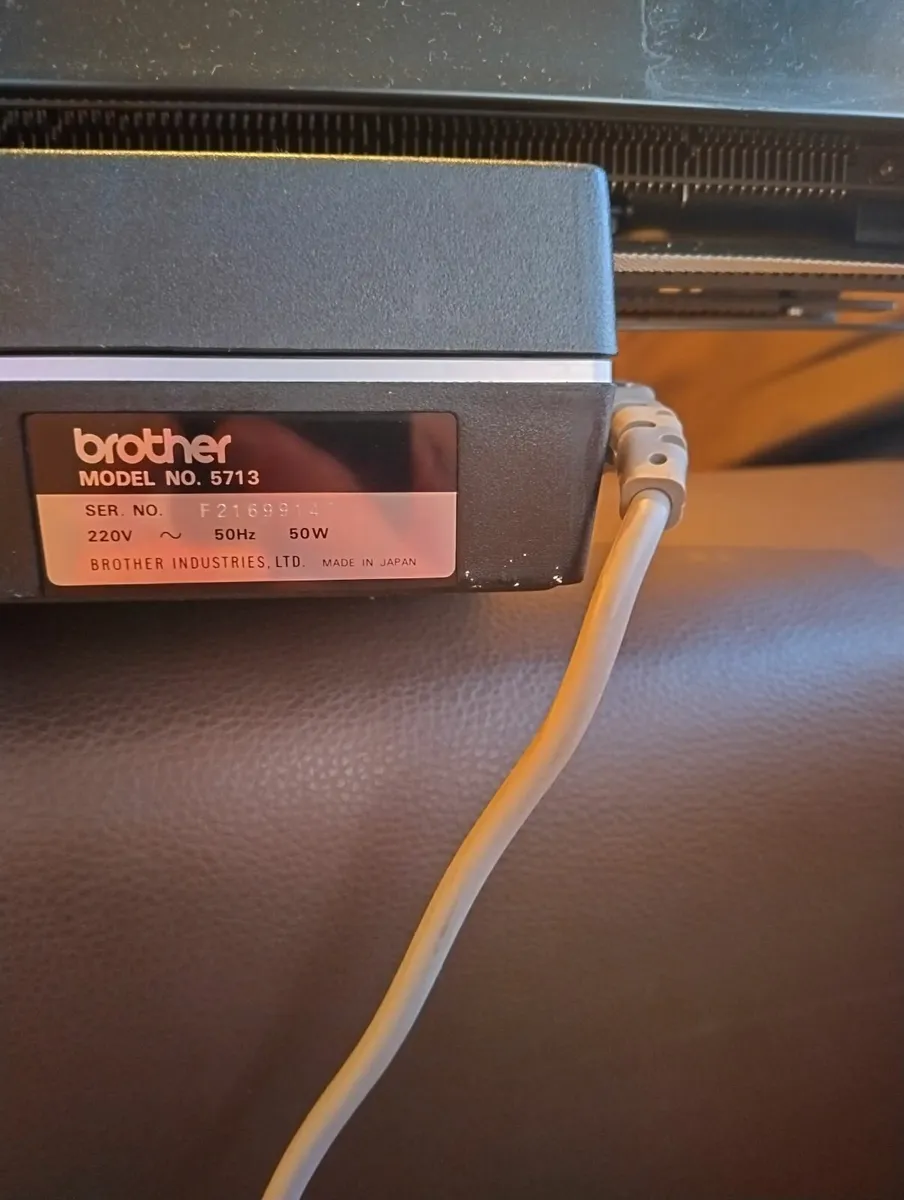 brother
MODEL NO. 5713
SER. NO.
220V ~ 50Hz 50W
BROTHER INDUSTRIES, LTD. MADE IN JAPAN